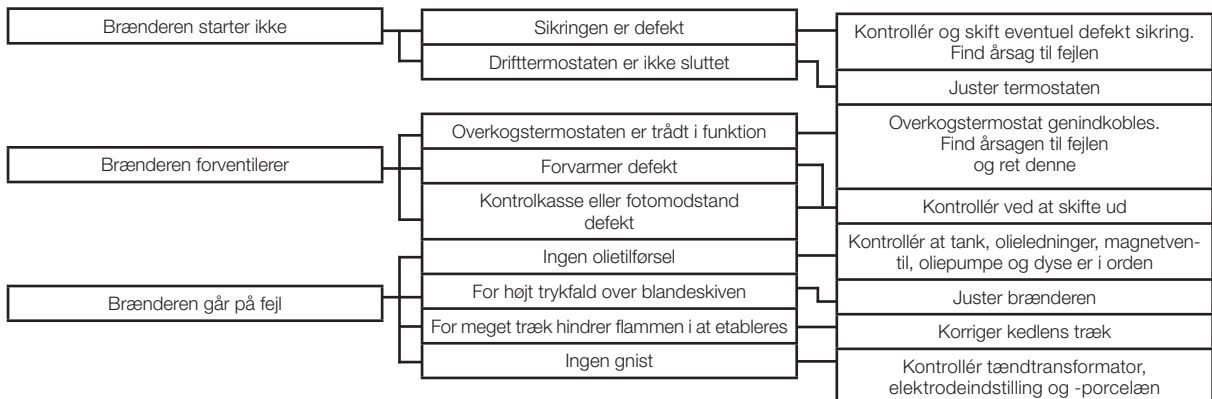 Brænderen starter ikke
Sikringen er defekt
Drifttermostaten er ikke sluttet
Kontrollér og skift eventuel defekt sikring.
Find årsag til fejlen
Juster termostaten
Brænderen forventilerer
Overkogstermostaten er trådt i funktion
Forvarmer defekt
Kontrolkasse eller fotomodstand
defekt
Overkogstermostat genindkobles.
Find årsagen til fejlen
og ret denne
Kontrollér ved at skifte ud
Brænderen går på fejl
Ingen olietilførsel
For højt trykfald over blandeskiven
For meget træk hindrer flammen i at etableres
Ingen gnist
Kontrollér at tank, olieledninger, magnetven-
til, oliepumpe og dyse er i orden
Juster brænderen
Korriger kedlens træk
Kontrollér tændtransformator,
elektrodeindstilling og -porcelæn